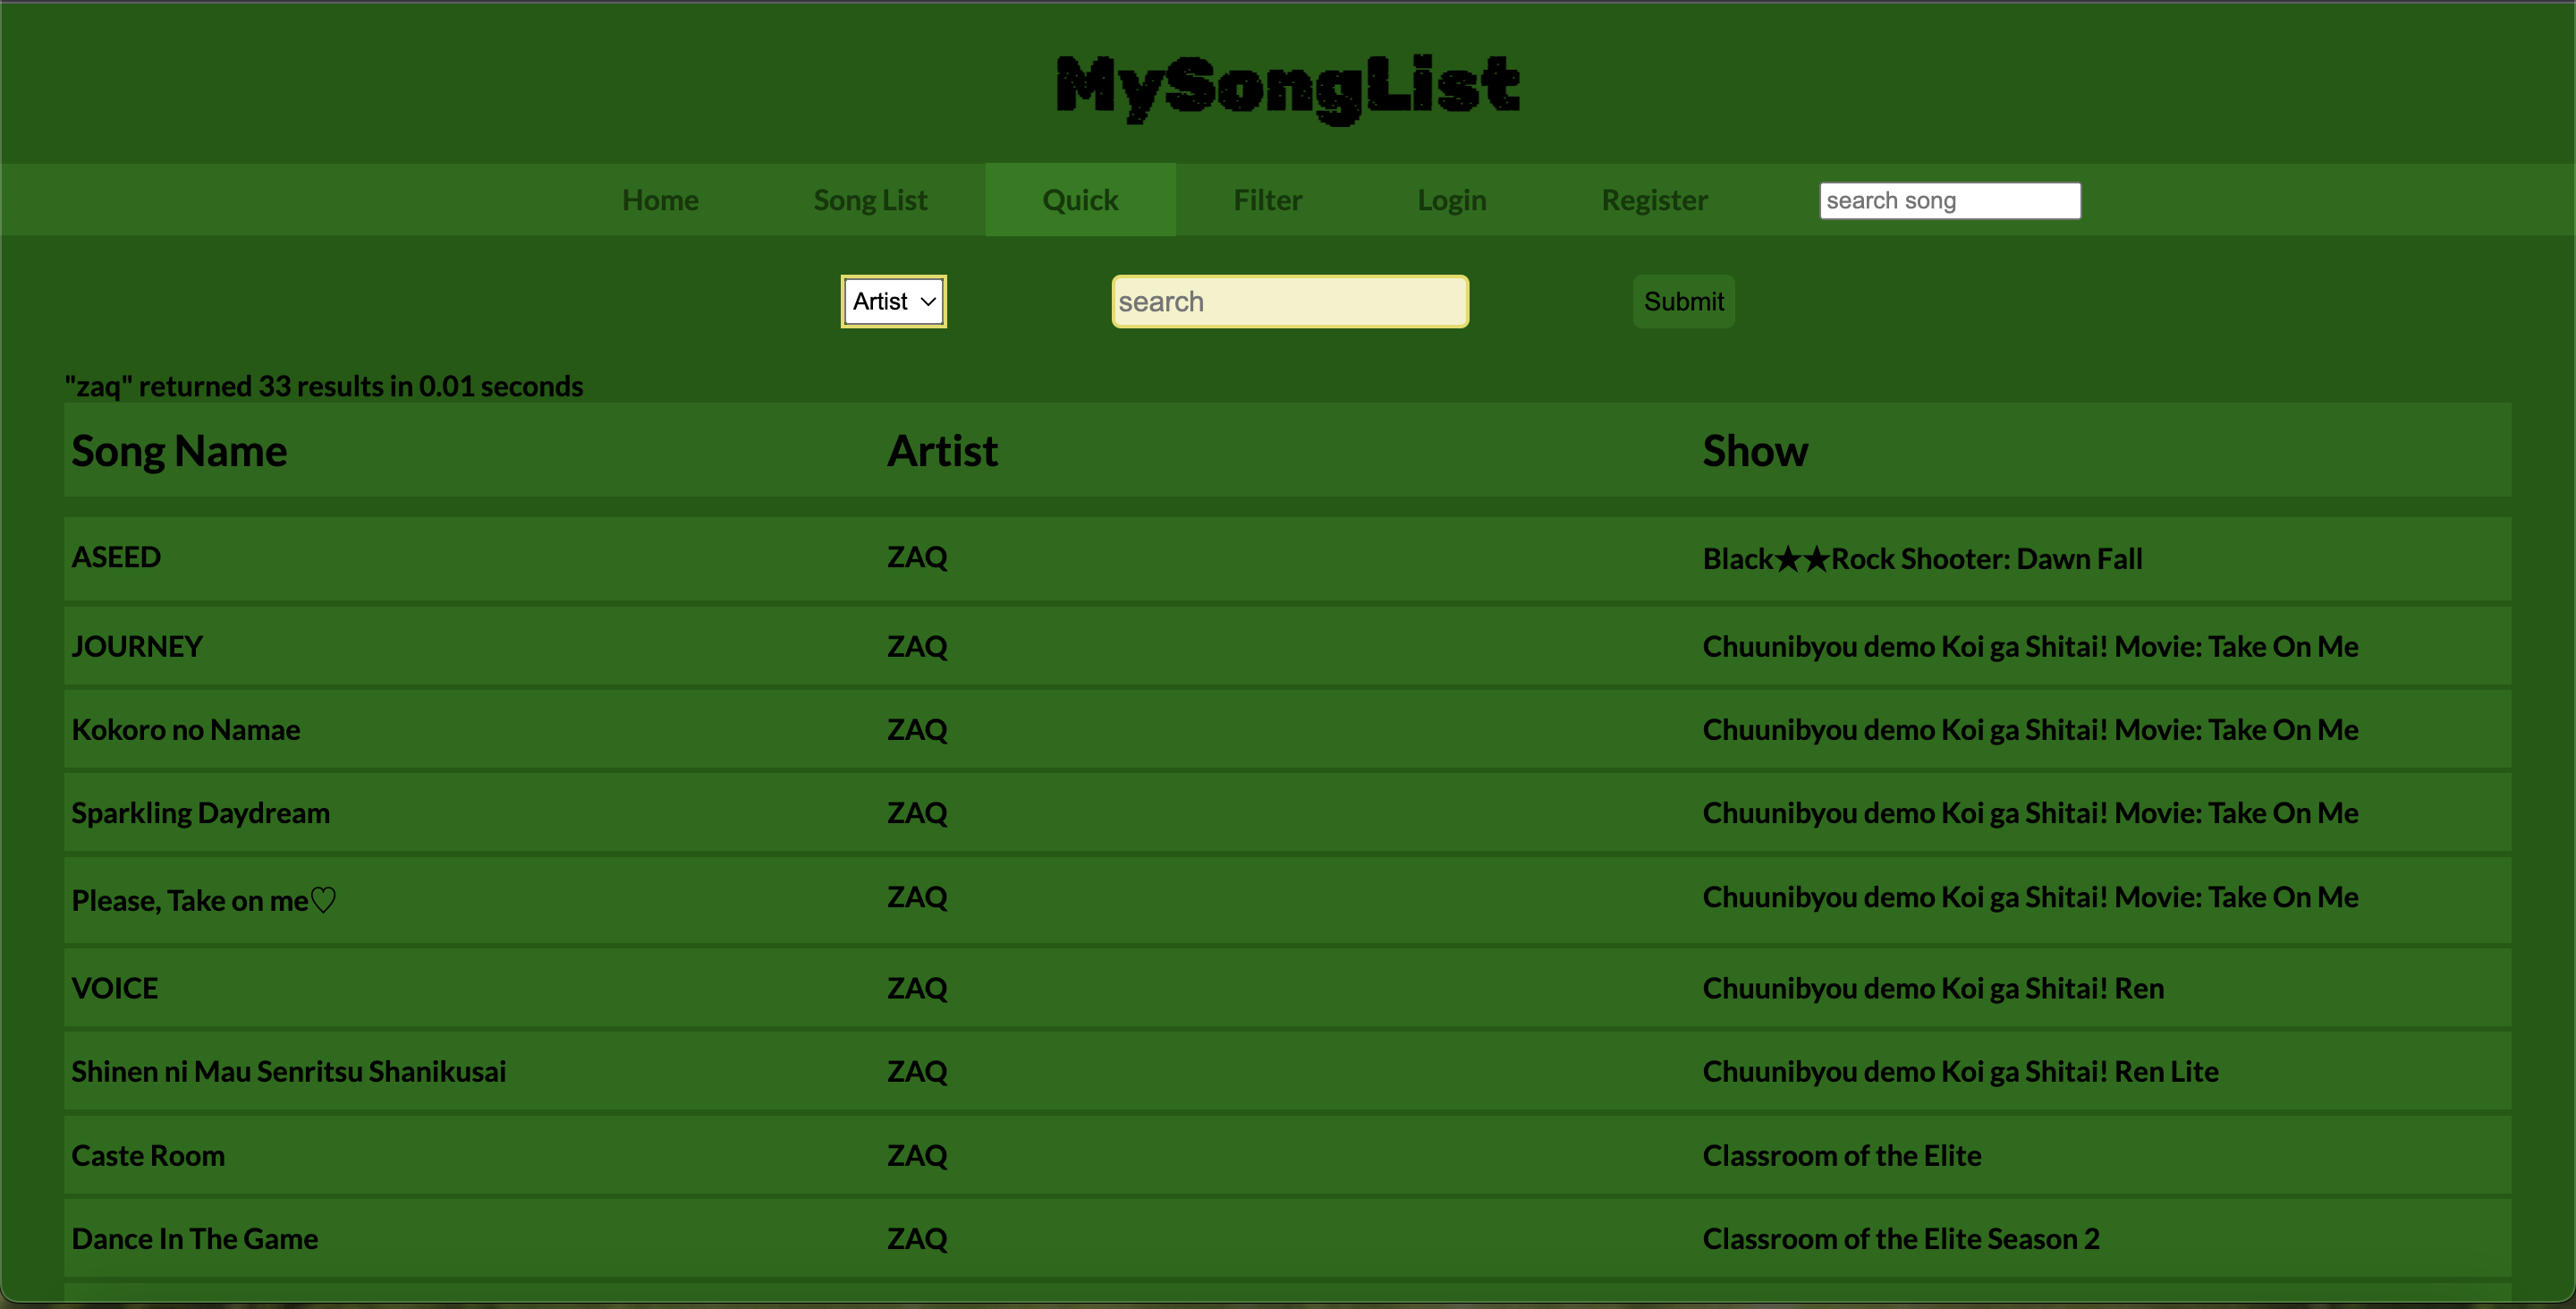 MySongList
Home Song List Quick Filter Login Register search song
Artist search Submit
"zaq" returned 33 results in 0.01 seconds
Song Name Artist Show
ASEED ZAQ Black★★Rock Shooter: Dawn Fall
JOURNEY ZAQ Chuunibyou demo Koi ga Shitai! Movie: Take On Me
Kokoro no Namae ZAQ Chuunibyou demo Koi ga Shitai! Movie: Take On Me
Sparkling Daydream ZAQ Chuunibyou demo Koi ga Shitai! Movie: Take On Me
Please, Take on me♡ ZAQ Chuunibyou demo Koi ga Shitai! Movie: Take On Me
VOICE ZAQ Chuunibyou demo Koi ga Shitai! Ren
Shinen ni Mau Senritsu Shanikusai ZAQ Chuunibyou demo Koi ga Shitai! Ren Lite
Caste Room ZAQ Classroom of the Elite
Dance In The Game ZAQ Classroom of the Elite Season 2